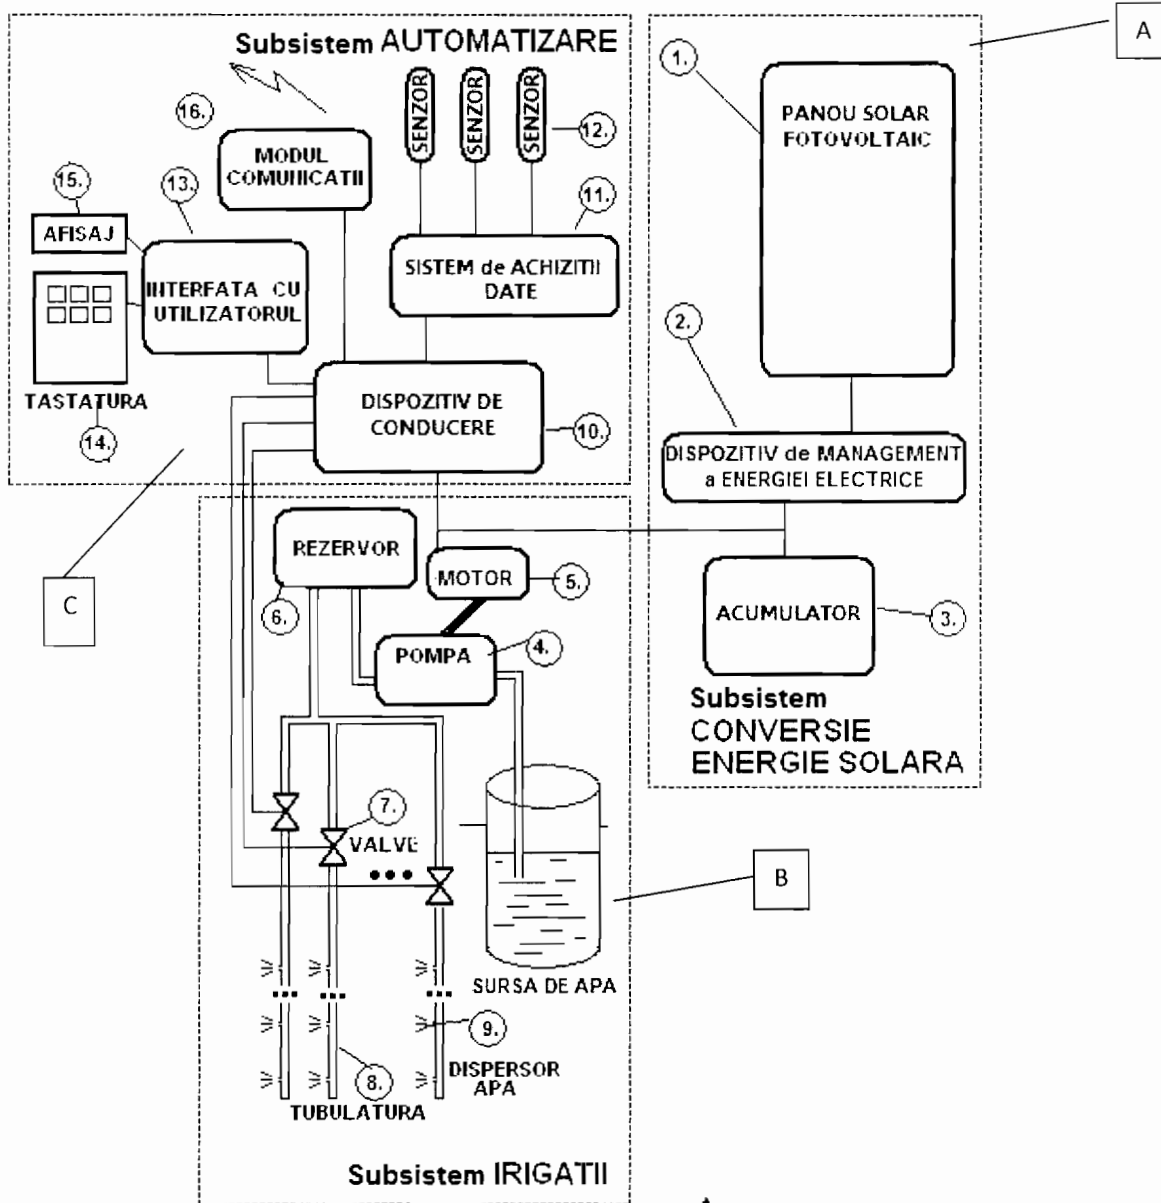 Subsistem AUTOMATIZARE
16.
MODUL
COMUNICATII
SENZOR
SENZOR
SENZOR
12.
11.
SISTEM de ACHIZITII
DATE
15.
AFISAJ
13.
INTERFATA CU
UTILIZATORUL
TASTATURA
14.
DISPOZITIV DE
CONDUCERE
10.
C
A
1.
PANOU SOLAR
FOTOVOLTAIC
2.
DISPOZITIV de MANAGEMENT
a ENERGIEI ELECTRICE
ACUMULATOR
3.
Subsistem
CONVERSIE
ENERGIE SOLARA
REZERVOR
6.
MOTOR
5.
POMPA
4.
7.
VALVE
B
SURSA DE APA
9.
DISPERSOR
APA
8.
TUBULATURA
Subsistem IRIGATII